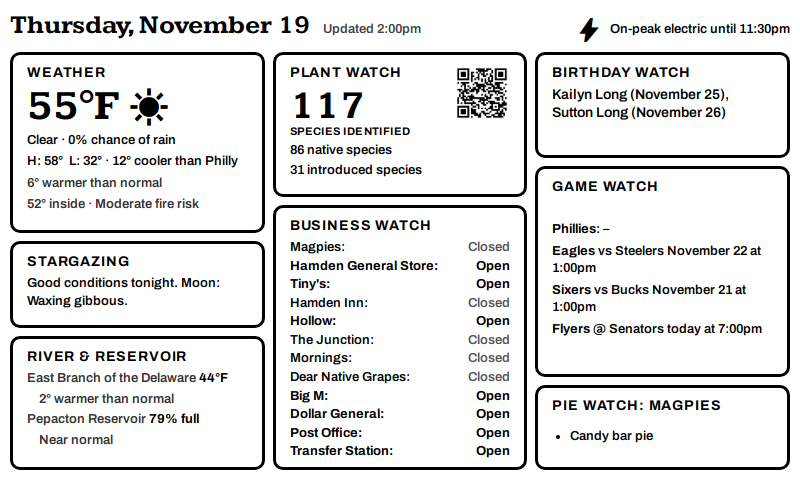 Thursday, November 19 Updated 2:00pm
On-peak electric until 11:30pm
WEATHER
55°F
Clear · 0% chance of rain
H: 58° L: 32° · 12° cooler than Philly
6° warmer than normal
52° inside · Moderate fire risk
STARGAZING
Good conditions tonight. Moon:
Waxing gibbous.
RIVER & RESERVOIR
East Branch of the Delaware 44°F
2° warmer than normal
Pepacton Reservoir 79% full
Near normal
PLANT WATCH
117
SPECIES IDENTIFIED
86 native species
31 introduced species
BUSINESS WATCH
Magpies: Closed
Hamden General Store: Open
Tiny's: Open
Hamden Inn: Closed
Hollow: Open
The Junction: Closed
Mornings: Closed
Dear Native Grapes: Closed
Big M: Open
Dollar General: Open
Post Office: Open
Transfer Station: Open
BIRTHDAY WATCH
Kailyn Long (November 25),
Sutton Long (November 26)
GAME WATCH
Phillies: –
Eagles vs Steelers November 22 at
1:00pm
Sixers vs Bucks November 21 at
1:00pm
Flyers @ Senators today at 7:00pm
PIE WATCH: MAGPIES
• Candy bar pie